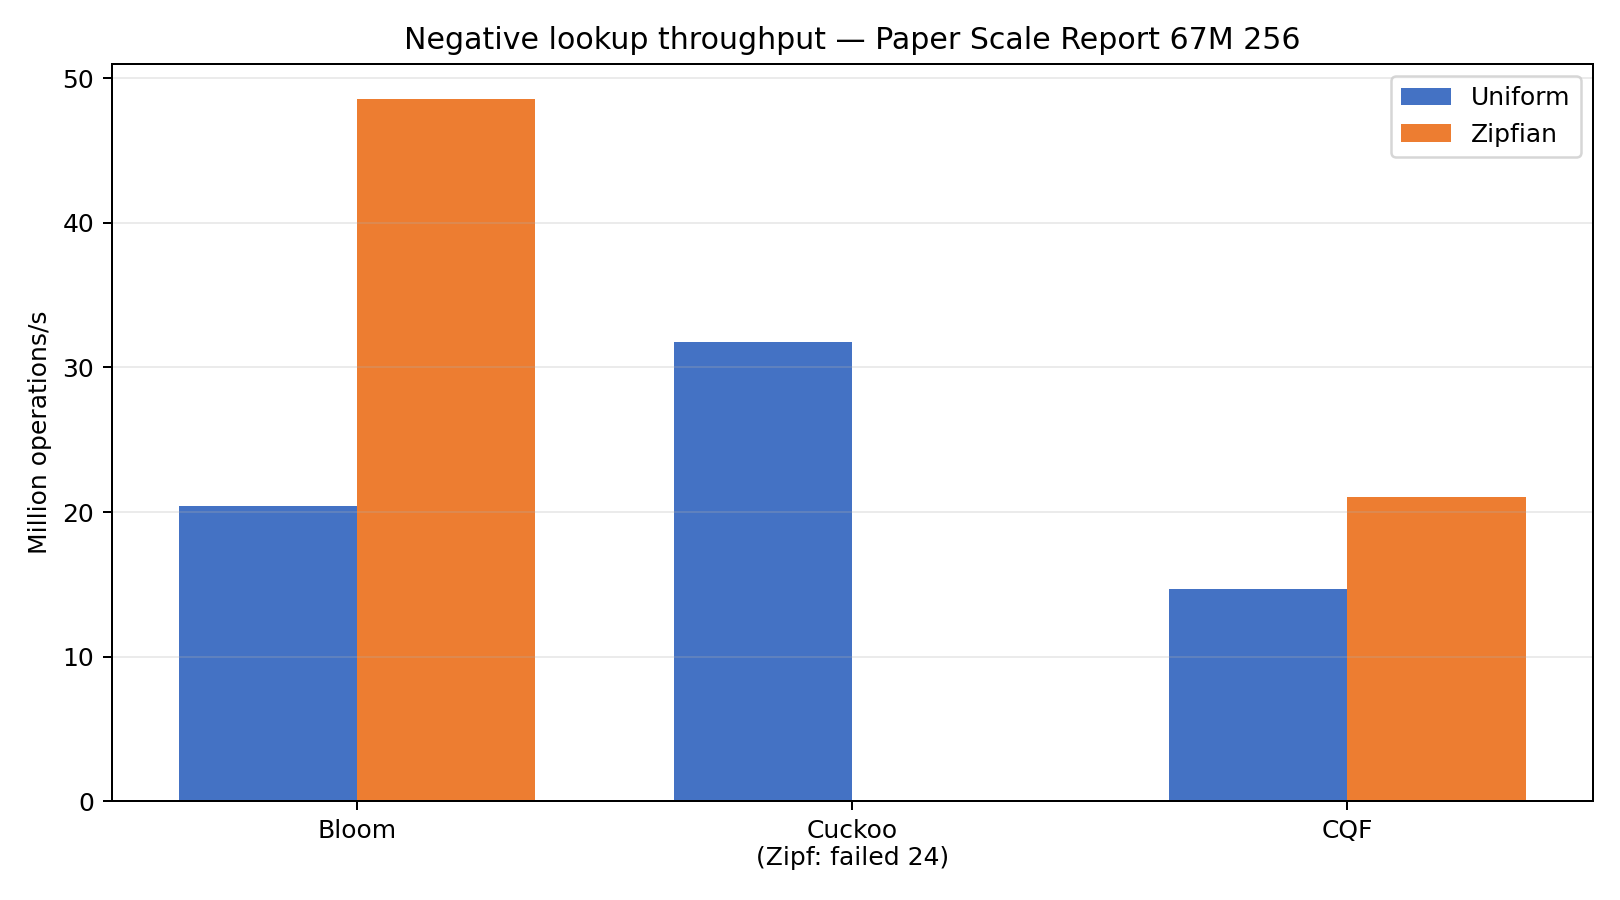 Negative lookup throughput — Paper Scale Report 67M 256
Uniform
Zipfian
Million operations/s
50
40
30
20
10
0
Bloom
Cuckoo
(Zipf: failed 24)
CQF